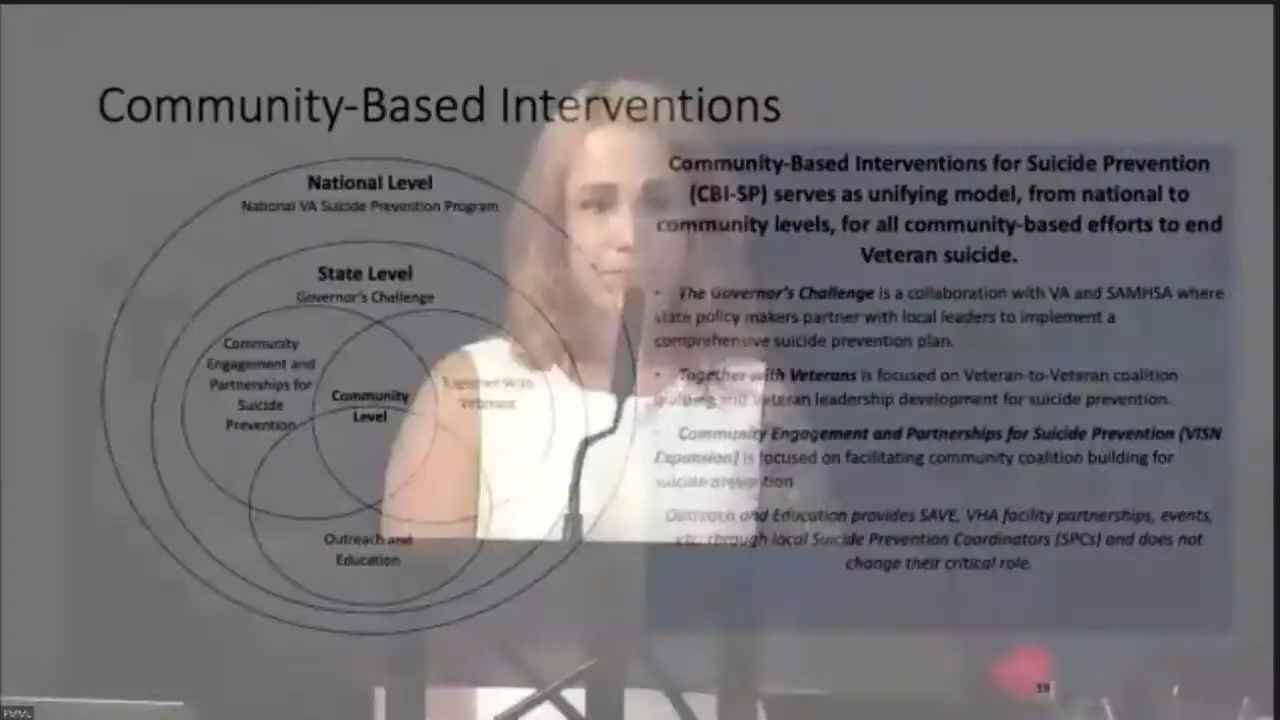 Community-Based Interventions
National Level
National VA Suicide Prevention Program
State Level
Governor's Challenge
Community
Engagement and
Partnerships for
Suicide
Prevention
Community
Level
Together With
Veterans
Outreach and
Education
Community-Based Interventions for Suicide Prevention
(CBI-SP) serves as unifying model, from national to
community levels, for all community-based efforts to end
Veteran suicide.
• The Governor's Challenge is a collaboration with VA and SAMHSA where
state policy makers partner with local leaders to implement a
comprehensive suicide prevention plan.
• Together with Veterans is focused on Veteran-to-Veteran coalition
building and Veteran leadership development for suicide prevention.
Community Engagement and Partnerships for Suicide Prevention (VISN
Expansion) is focused on facilitating community coalition building for
suicide prevention
Outreach and Education provides SAVE, VHA facility partnerships, events,
etc. through local Suicide Prevention Coordinators (SPCs) and does not
change their critical role.
19